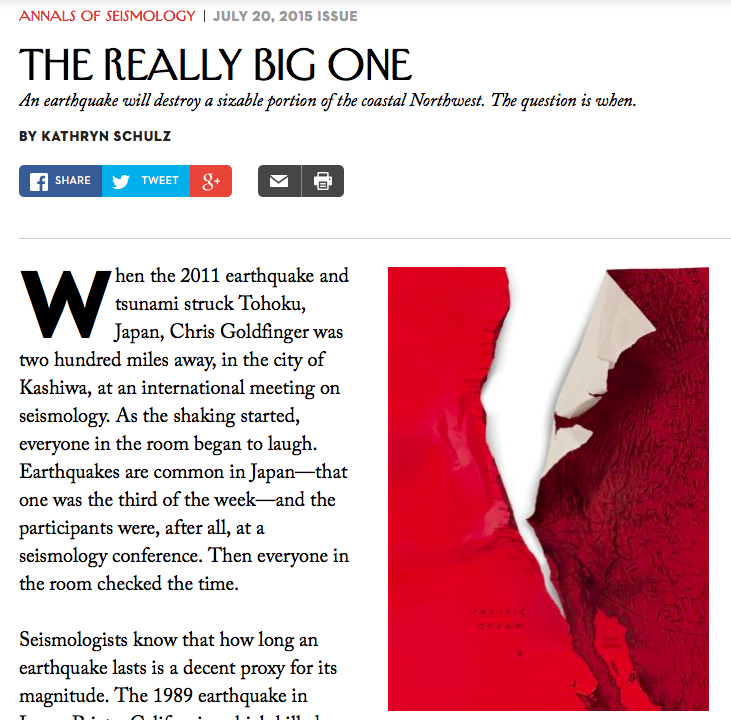 ANNALS OF SEISMOLOGY | JULY 20, 2015 ISSUE
THE REALLY BIG ONE
An earthquake will destroy a sizable portion of the coastal Northwest. The question is when.
BY KATHRYN SCHULZ
SHARE TWEET g+
When the 2011 earthquake and
tsunami struck Tohoku,
Japan, Chris Goldfinger was
two hundred miles away, in the city of
Kashiwa, at an international meeting on
seismology. As the shaking started,
everyone in the room began to laugh.
Earthquakes are common in Japan—that
one was the third of the week—and the
participants were, after all, at a
seismology conference. Then everyone in
the room checked the time.
Seismologists know that how long an
earthquake lasts is a decent proxy for its
magnitude. The 1989 earthquake in
PACIFIC
OCEAN